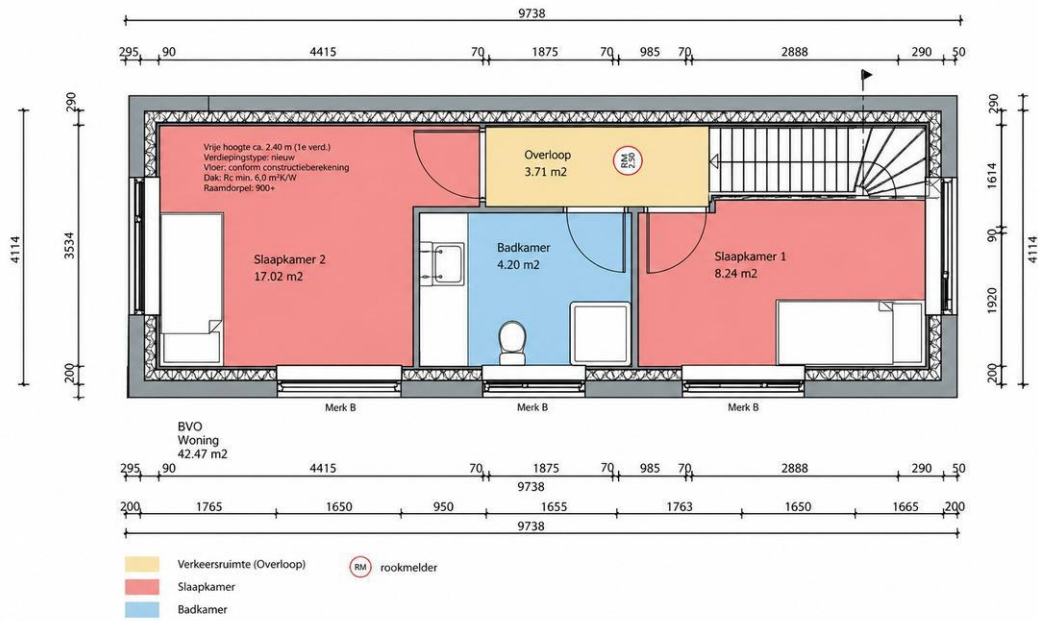 9738
295 90 4415 70 1875 70 985 70 2888 290 50
290
290
Vrije hoogte ca. 2.40 m (1e verd.)
Verdiepingstype: nieuw
Vloer: conform constructieberekening
Dak: Rc min. 6,0 m²K/W
Raamdorpel: 900+
Overloop
3.71 m2
RM
2.50
1614
4114
3534
Slaapkamer 2
17.02 m2
Badkamer
4.20 m2
Slaapkamer 1
8.24 m2
90
4114
1920
200
200
Merk B
Merk B
Merk B
BVO
Woning
42.47 m2
295 90 4415 70 1875 70 985 70 2888 290 50
9738
200 1765 1650 950 1655 1763 1650 1665 200
9738
Verkeersruimte (Overloop)
RM rookmelder
Slaapkamer
Badkamer